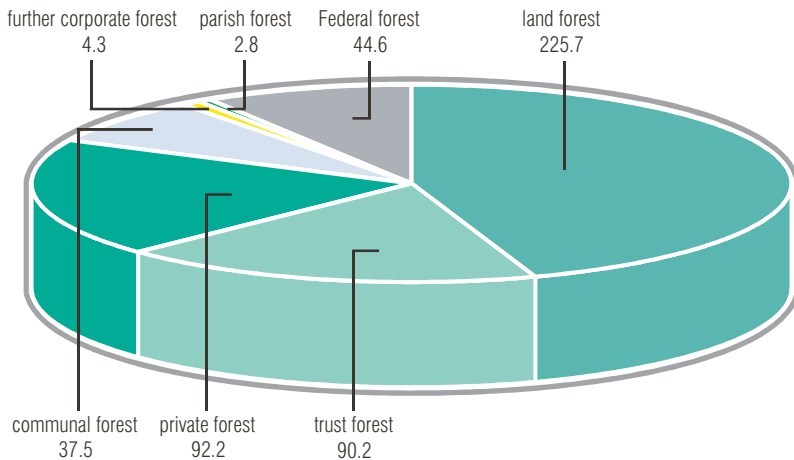 further corporate forest
4.3
parish forest
2.8
Federal forest
44.6
land forest
225.7
communal forest
37.5
private forest
92.2
trust forest
90.2